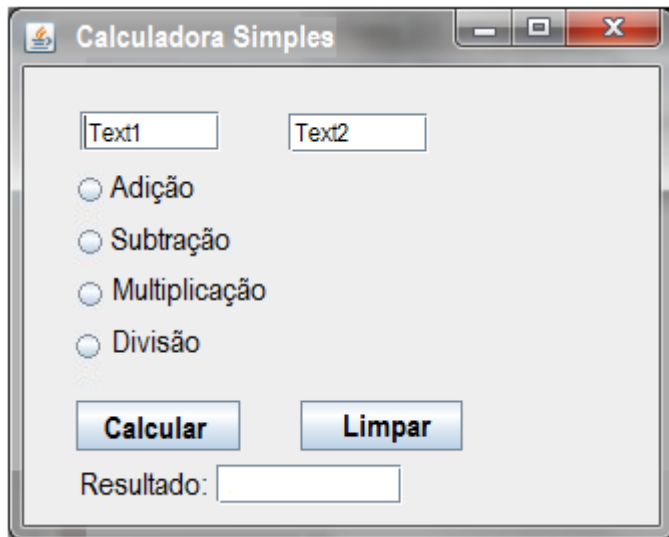 Calculadora Simples
Text1 Text2
Adição
Subtração
Multiplicação
Divisão
Calcular Limpar
Resultado: